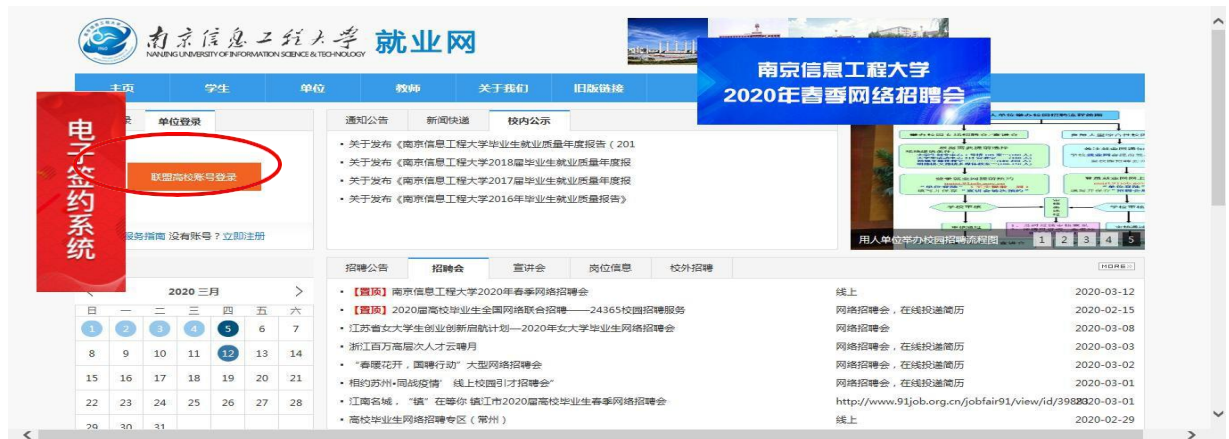 南京信息工程大学 就业网
NANJING UNIVERSITY OF INFORMATION SCIENCE & TECHNOLOGY
南京信息工程大学
2020年春季网络招聘会
主页 学生 单位 教师 关于我们 旧版链接
电子签约系统
录 单位登录
联盟高校账号登录
服务指南 没有账号？立即注册
通知公告 新闻快递 校内公示
• 关于发布《南京信息工程大学毕业生就业质量年度报告（201
• 关于发布《南京信息工程大学2018届毕业生就业质量年度报
• 关于发布《南京信息工程大学2017届毕业生就业质量年度报
• 关于发布《南京信息工程大学2016年毕业生就业质量报告》
学校审核
学校审核
用人单位举办校园招聘流程图 1 2 3 4 5
< 2020 三月 >
日 一 二 三 四 五 六
1 2 3 4 5 6 7
8 9 10 11 12 13 14
15 16 17 18 19 20 21
22 23 24 25 26 27 28
29 30 31
招聘公告 招聘会 宣讲会 岗位信息 校外招聘 MORE
• 【置顶】南京信息工程大学2020年春季网络招聘会 线上 2020-03-12
• 【置顶】2020届高校毕业生全国网络联合招聘——24365校园招聘服务 网络招聘会，在线投递简历 2020-02-15
• 江苏省女大学生创业创新启航计划—2020年女大学毕业生网络招聘会 网络招聘会 2020-03-08
• 浙江百万高层次人才云聘月 网络招聘会，在线投递简历 2020-03-03
• “春暖花开，国聘行动”大型网络招聘会 网络招聘会，在线投递简历 2020-03-02
• 相约苏州•同战疫情’ 线上校园引才招聘会” 网络招聘会，在线投递简历 2020-03-01
• 江南名城，“镇”在等你 镇江市2020届高校毕业生春季网络招聘会 http://www.91job.org.cn/jobfair91/view/id/3988 2020-03-01
• 高校毕业生网络招聘专区（常州） 线上 2020-02-29